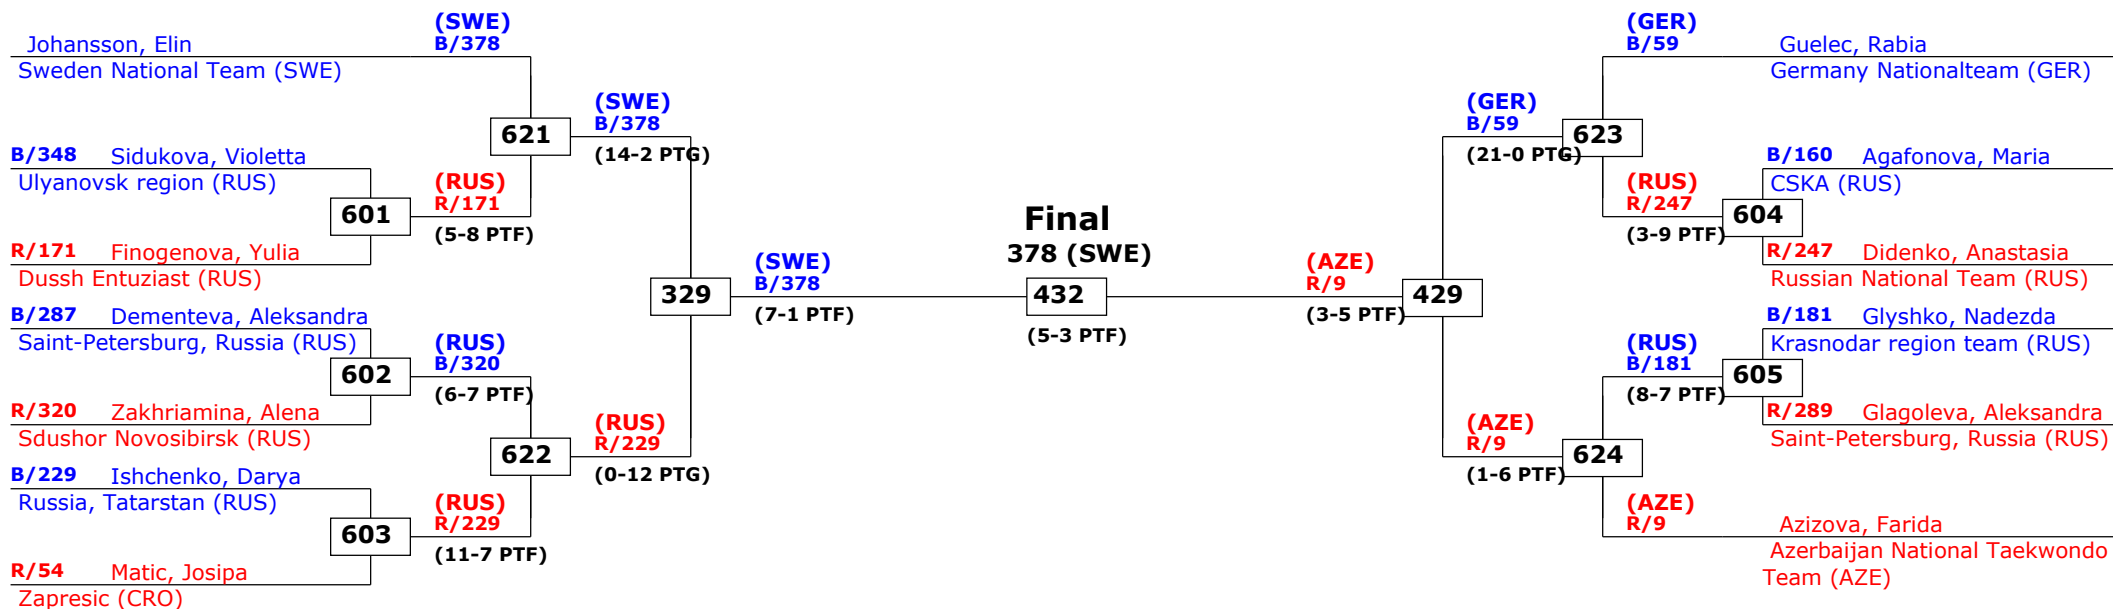 (SWE)
B/378
Johansson, Elin
Sweden National Team (SWE)
(SWE)
B/378
621
(14-2 PTG)
B/348 Sidukova, Violetta
Ulyanovsk region (RUS)
(RUS)
R/171
601
(5-8 PTF)
R/171 Finogenova, Yulia
Dussh Entuziast (RUS)
(SWE)
B/378
329
(7-1 PTF)
B/287 Dementeva, Aleksandra
Saint-Petersburg, Russia (RUS)
(RUS)
B/320
602
(6-7 PTF)
R/320 Zakhriamina, Alena
Sdushor Novosibirsk (RUS)
(RUS)
R/229
622
(0-12 PTG)
B/229 Ishchenko, Darya
Russia, Tatarstan (RUS)
(RUS)
R/229
603
(11-7 PTF)
R/54 Matic, Josipa
Zapresic (CRO)
Final
378 (SWE)
432
(5-3 PTF)
(AZE)
R/9
(3-5 PTF)
429
(GER)
B/59
Guelec, Rabia
Germany Nationalteam (GER)
(GER)
B/59
623
(21-0 PTG)
B/160 Agafonova, Maria
CSKA (RUS)
(RUS)
R/247
604
(3-9 PTF)
R/247 Didenko, Anastasia
Russian National Team (RUS)
B/181 Glyshko, Nadezda
Krasnodar region team (RUS)
(RUS)
B/181
605
(8-7 PTF)
R/289 Glagoleva, Aleksandra
Saint-Petersburg, Russia (RUS)
(AZE)
R/9
624
(1-6 PTF)
(AZE)
R/9
Azizova, Farida
Azerbaijan National Taekwondo
Team (AZE)